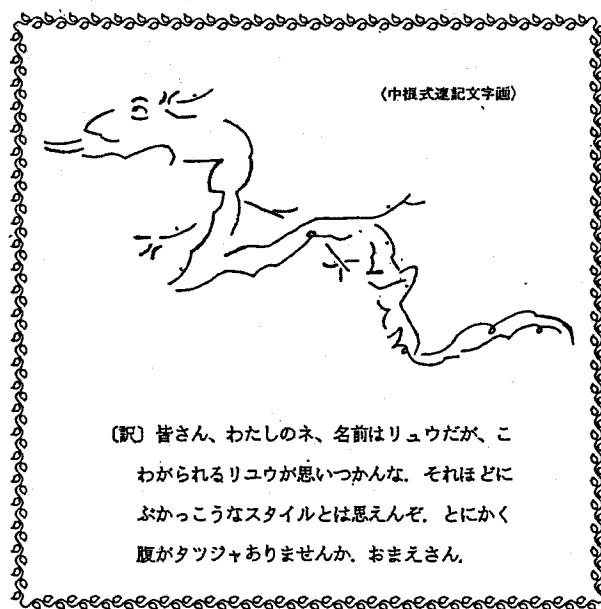 〈中根式速記文字画〉
〔訳〕皆さん、わたしのネ、名前はリュウだが、こ
わがられるリユウが思いつかんな．それほどに
ぶかっこうなスタイルとは思えんぞ．とにかく
腹がタツジャありませんか．おまえさん．